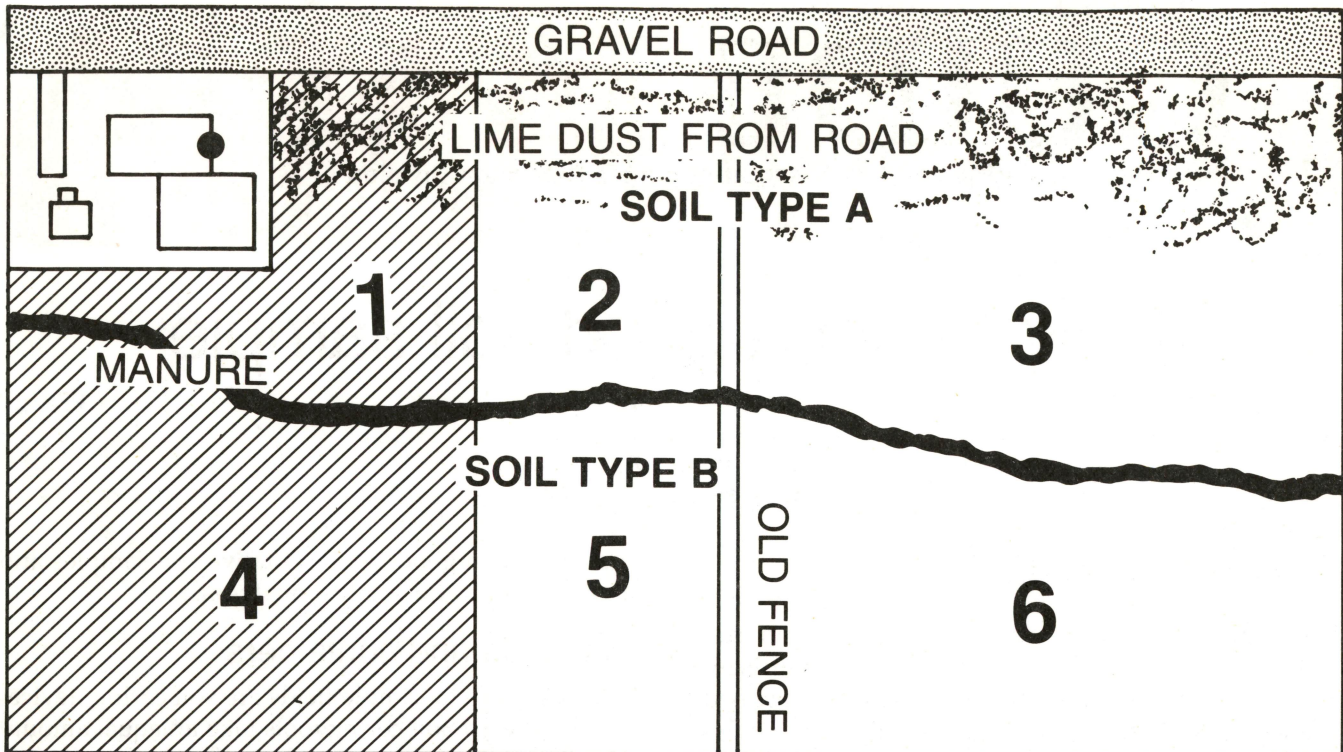 GRAVEL ROAD
LIME DUST FROM ROAD
SOIL TYPE A
1
2
3
MANURE
SOIL TYPE B
OLD FENCE
4
5
6